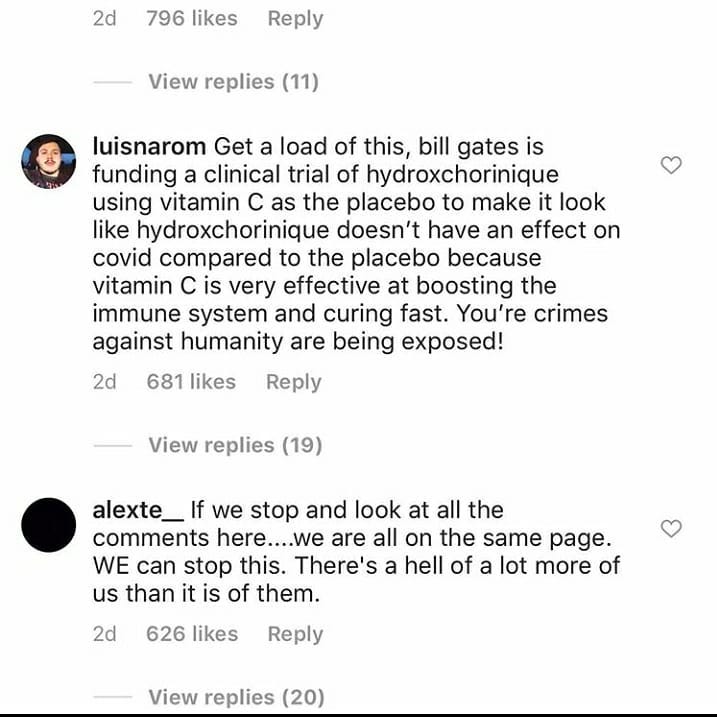 2d 796 likes Reply
View replies (11)
luisnarom Get a load of this, bill gates is
funding a clinical trial of hydroxchorinique
using vitamin C as the placebo to make it look
like hydroxchorinique doesn't have an effect on
covid compared to the placebo because
vitamin C is very effective at boosting the
immune system and curing fast. You're crimes
against humanity are being exposed!
2d 681 likes Reply
View replies (19)
alexte__ If we stop and look at all the
comments here....we are all on the same page.
WE can stop this. There's a hell of a lot more of
us than it is of them.
2d 626 likes Reply
View replies (20)